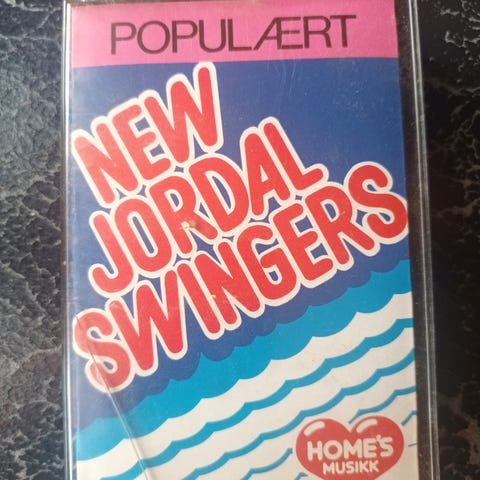 POPULÆRT
NEW
JORDAL
SWINGERS
HOME'S
MUSIKK